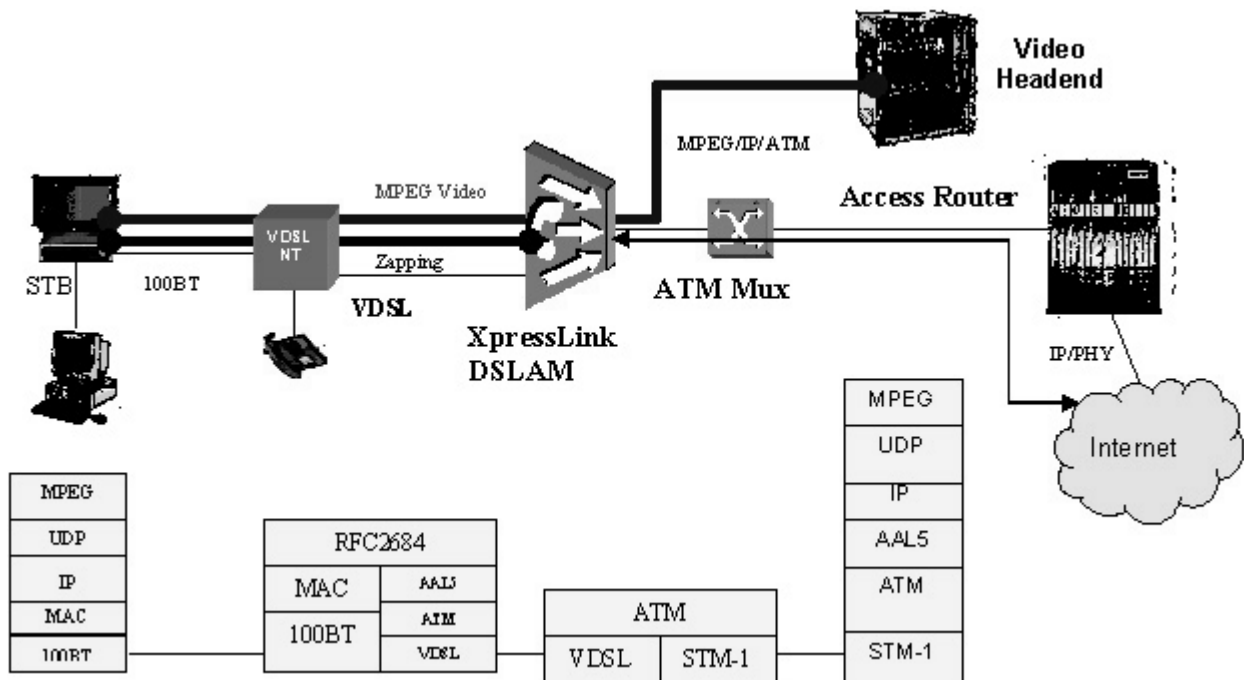 Video
Headend
MPEG/IP/ATM
MPEG Video
Access Router
VDSL
NT
STB
100BT
Zapping
VDSL
ATM Mux
XpressLink
DSLAM
IP/PHY
Internet
MPEG
UDP
IP
MAC
100BT
RFC2684
MAC
100BT
AAL5
ATM
VDSL
ATM
VDSL
STM-1
MPEG
UDP
IP
AAL5
ATM
STM-1